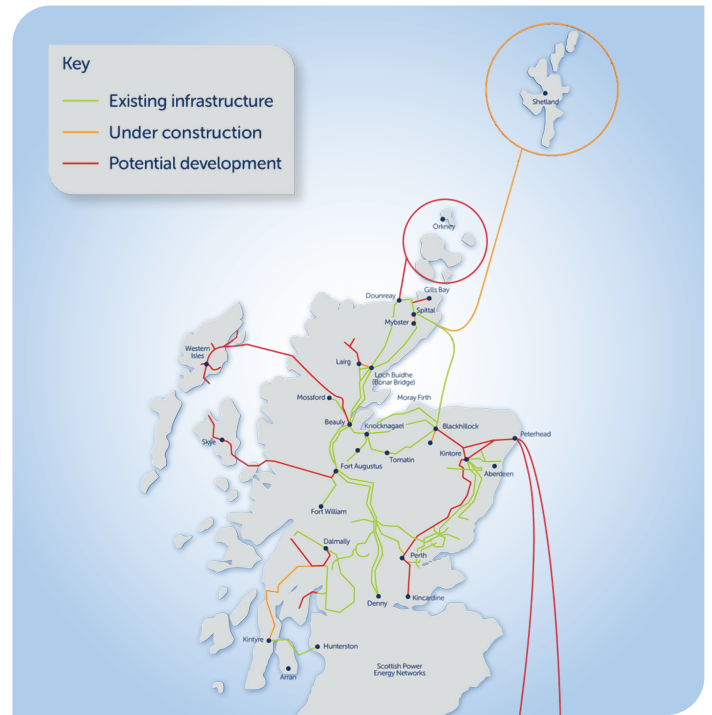 Key
Existing infrastructure
Under construction
Potential development
Shetland
Orkney
Dounreay
Gills Bay
Spittal
Mybster
Western
Isles
Lairg
Loch Buidhe
(Bonar Bridge)
Mossford
Moray Firth
Beauly
Knocknagael
Blackhillock
Peterhead
Skye
Tomatin
Kintore
Fort Augustus
Aberdeen
Fort William
Dalmally
Perth
Denny
Kincardine
Kintyre
Hunterston
Arran
Scottish Power
Energy Networks